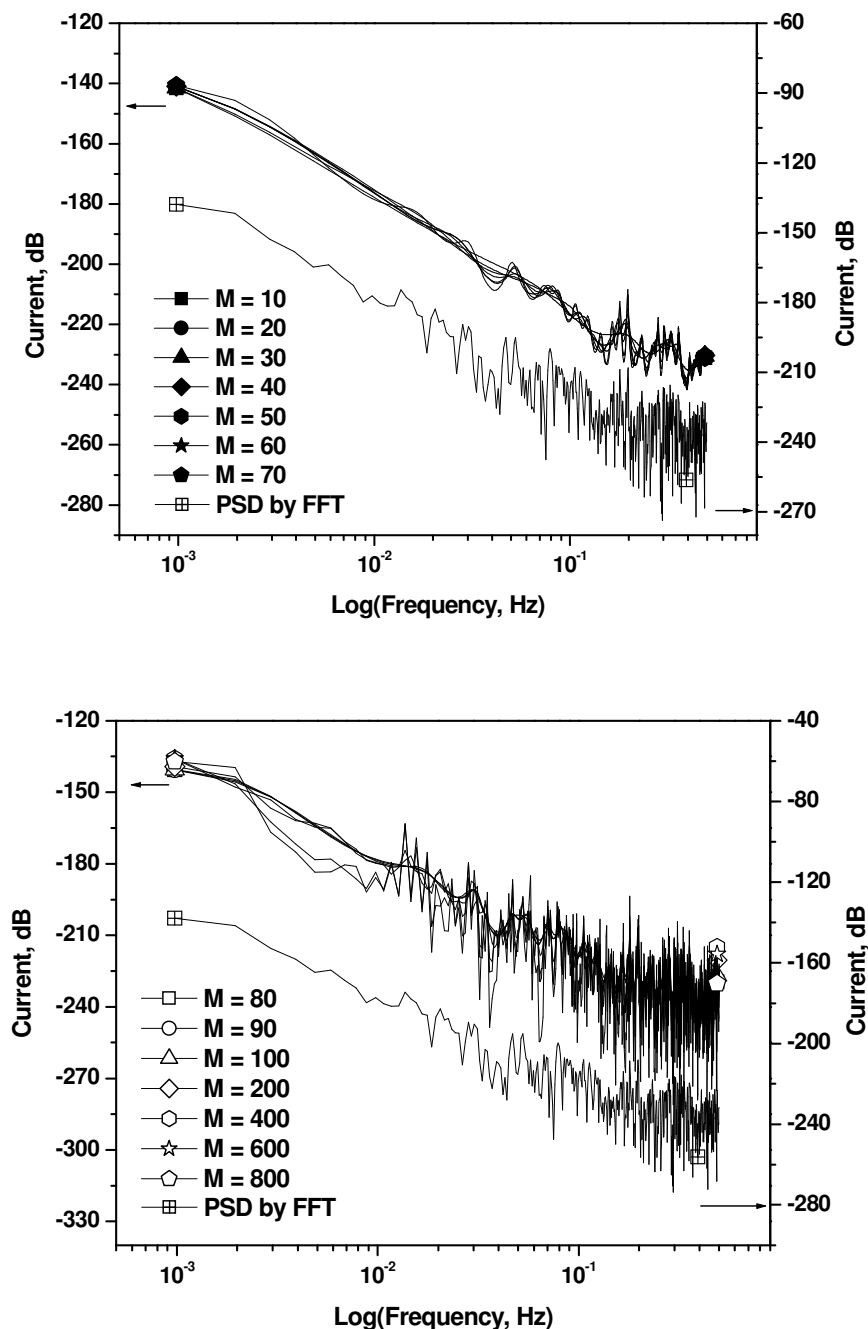 -120
-140
-160
-180
-200
-220
-240
-260
-280
Current, dB
-60
-90
-120
-150
-180
-210
-240
-270
Current, dB
M = 10
M = 20
M = 30
M = 40
M = 50
M = 60
M = 70
PSD by FFT
10-3
10-2
10-1
Log(Frequency, Hz)
-120
-150
-180
-210
-240
-270
-300
-330
Current, dB
-40
-80
-120
-160
-200
-240
-280
Current, dB
M = 80
M = 90
M = 100
M = 200
M = 400
M = 600
M = 800
PSD by FFT
10-3
10-2
10-1
Log(Frequency, Hz)